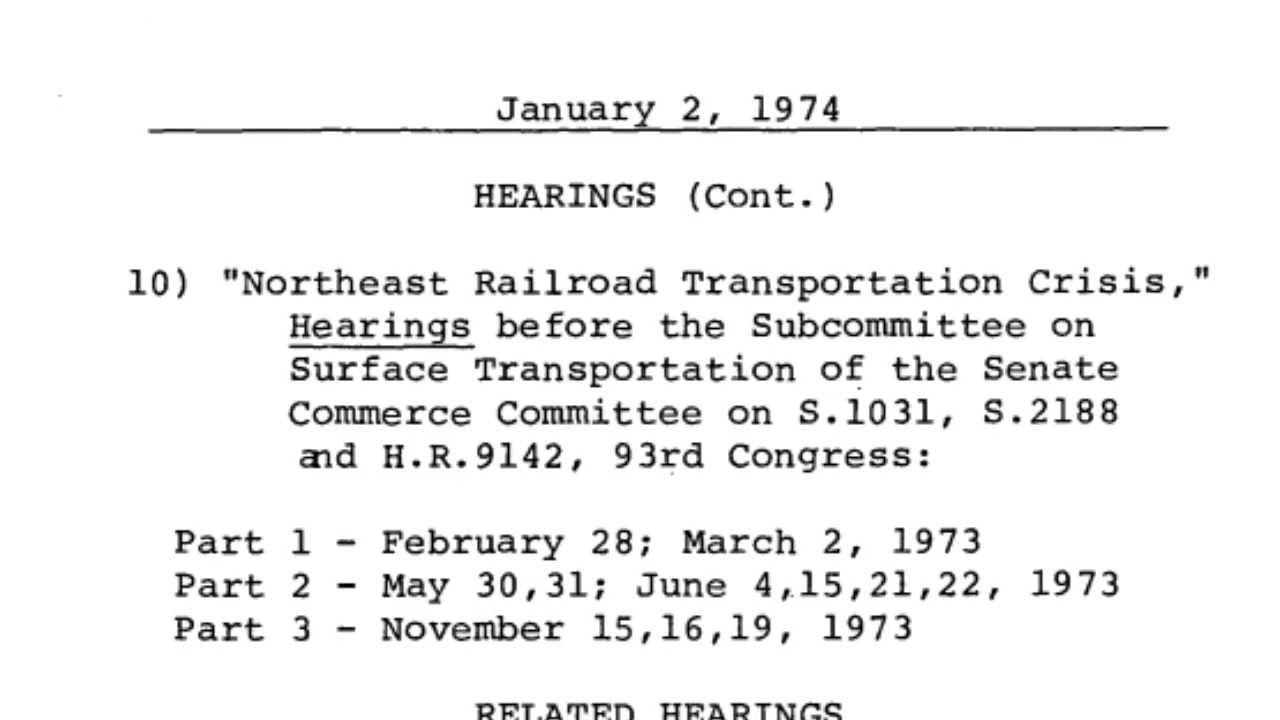 January 2, 1974
HEARINGS (Cont.)
10) "Northeast Railroad Transportation Crisis,"
Hearings before the Subcommittee on
Surface Transportation of the Senate
Commerce Committee on S.1031, S.2188
and H.R.9142, 93rd Congress:
Part 1 - February 28; March 2, 1973
Part 2 - May 30,31; June 4,15,21,22, 1973
Part 3 - November 15,16,19, 1973
RELATED HEARINGS